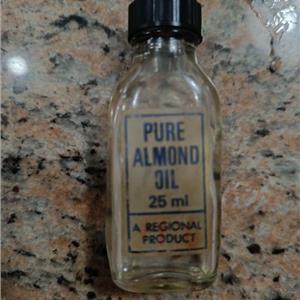 PURE
ALMOND
OIL
25 ml
A REGIONAL
PRODUCT